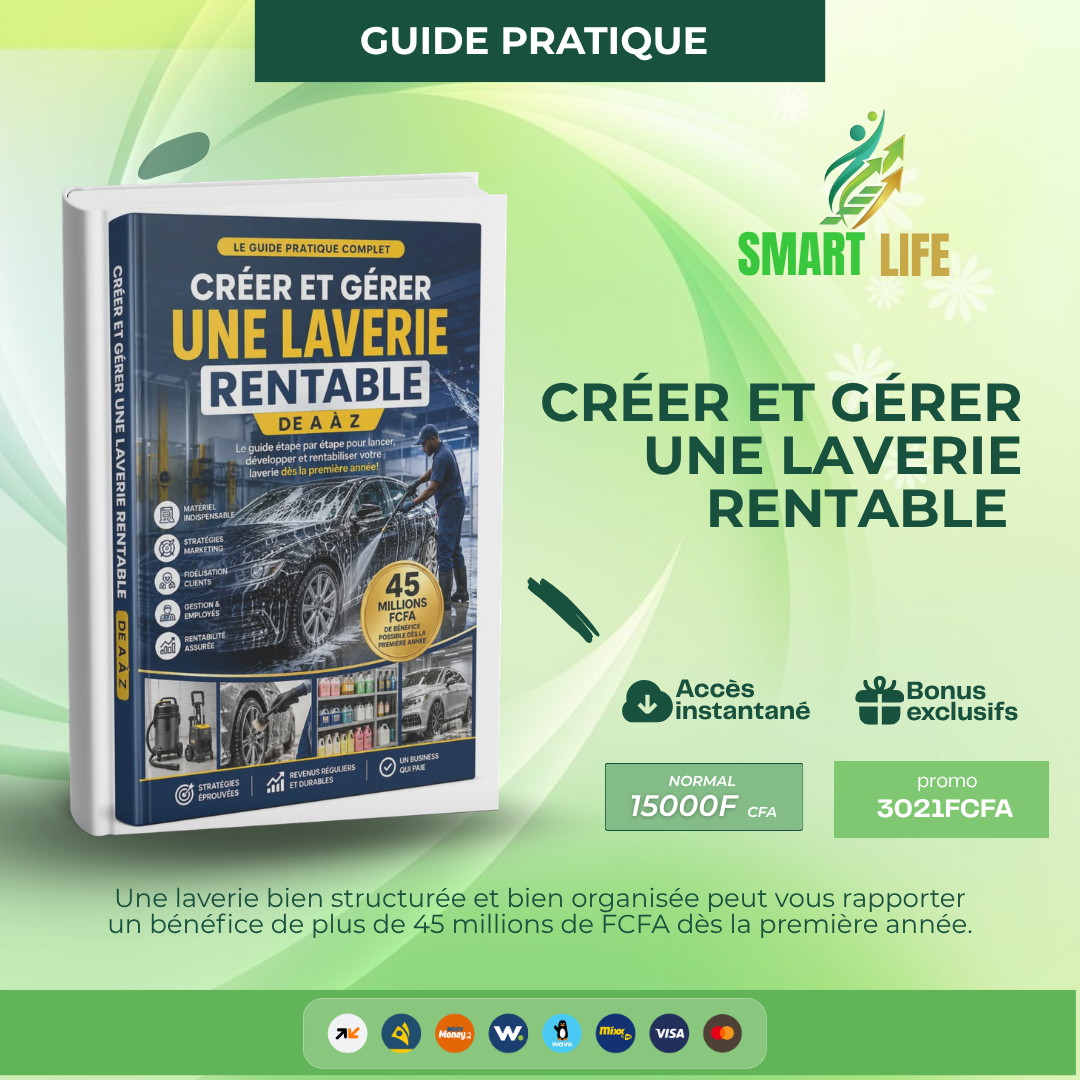 GUIDE PRATIQUE
SMART LIFE
LE GUIDE PRATIQUE COMPLET
CRÉER ET GÉRER
UNE LAVERIE
RENTABLE
DE A À Z
Le guide étape par étape pour lancer,
développer et rentabiliser votre
laverie dès la première année!
MATÉRIEL
INDISPENSABLE
STRATÉGIES
MARKETING
FIDÉLISATION
CLIENTS
GESTION &
EMPLOYÉS
RENTABILITÉ
ASSURÉE
45
MILLIONS
FCFA
DE BÉNÉFICE
POSSIBLE DÈS LA
PREMIÈRE ANNÉE
STRATÉGIES
ÉPROUVÉES
REVENUS RÉGULIERS
ET DURABLES
UN BUSINESS
QUI PAIE
CRÉER ET GÉRER UNE LAVERIE RENTABLE DE A À Z
CRÉER ET GÉRER
UNE LAVERIE
RENTABLE
Accès
instantané
Bonus
exclusifs
NORMAL
15000F CFA
promo
3021FCFA
Une laverie bien structurée et bien organisée peut vous rapporter
un bénéfice de plus de 45 millions de FCFA dès la première année.
Money
W.
wave
mixx
VISA